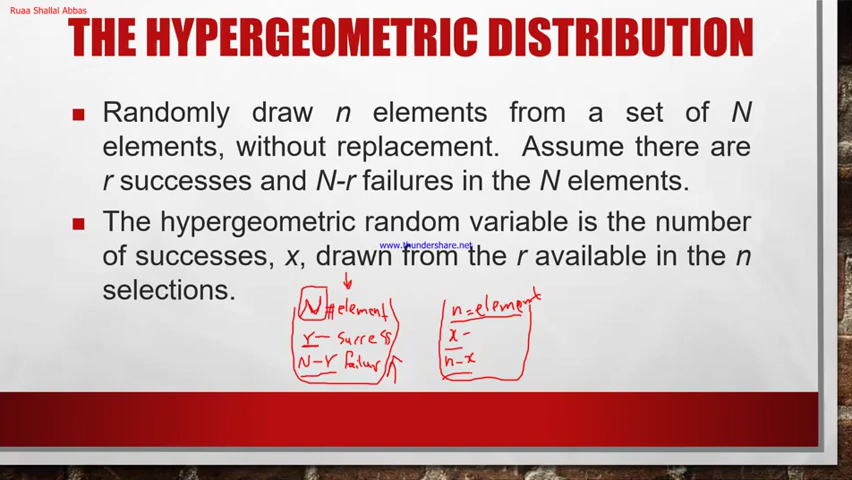 Ruaa Shallal Abbas
THE HYPERGEOMETRIC DISTRIBUTION
Randomly draw n elements from a set of N
elements, without replacement. Assume there are
r successes and N-r failures in the N elements.
The hypergeometric random variable is the number
www.thundershare.net
of successes, x, drawn from the r available in the n
selections.
N #element
r - success
N-r failur
n = element
x -
n-x